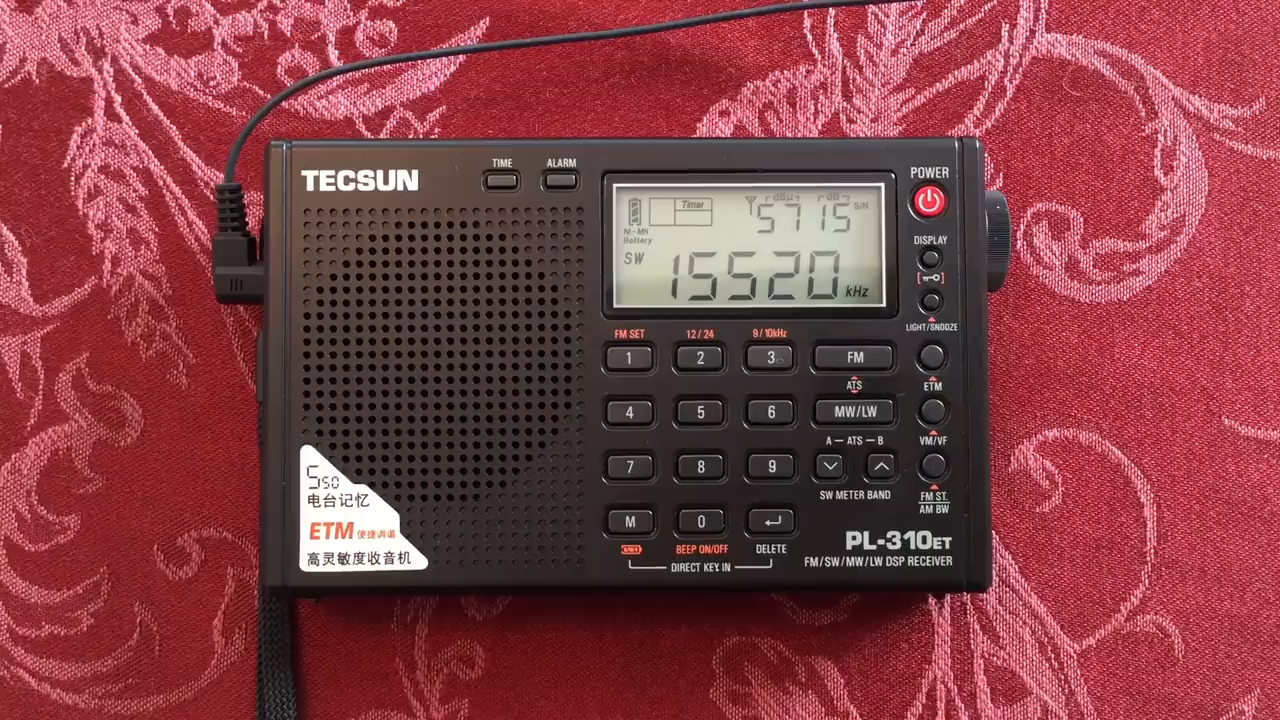 TIME ALARM
TECSUN
POWER
Timer
dBμ dB
57 15 S/N
Ni-MH
Battery
SW
15520 kHz
DISPLAY
LIGHT/SNOOZE
FM SET 12/24 9/10kHz
1 2 3 FM
ATS
ETM
4 5 6 MW/LW
A — ATS — B
VM/VF
7 8 9
SW METER BAND
FM ST.
AM BW
M 0
BEEP ON/OFF DELETE
DIRECT KEY IN
PL-310ET
FM/SW/MW/LW DSP RECEIVER
550
电台记忆
ETM 便捷调谐
高灵敏度收音机